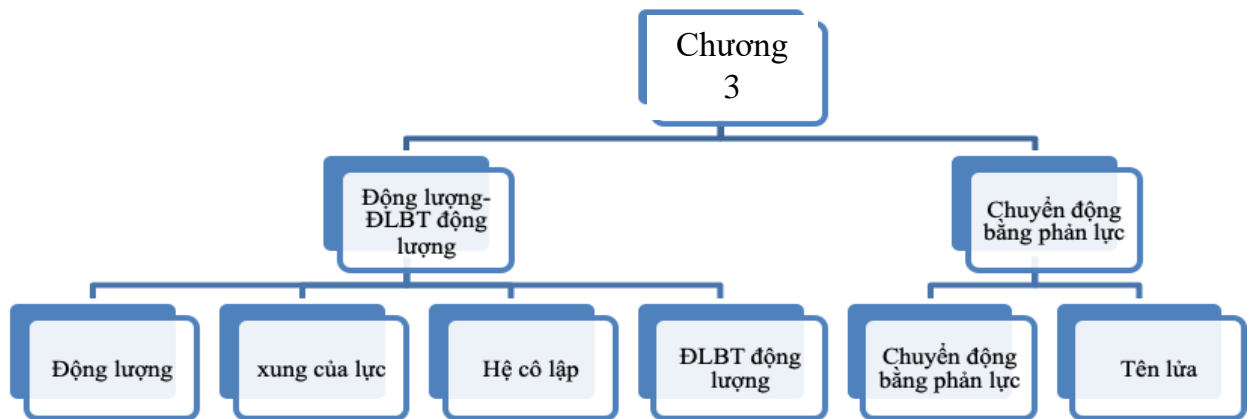 Chương
3
Động lượng-
ĐLBT động
lượng
Chuyển động
bằng phản lực
Động lượng
xung của lực
Hệ cô lập
ĐLBT động
lượng
Chuyển động
bằng phản lực
Tên lửa